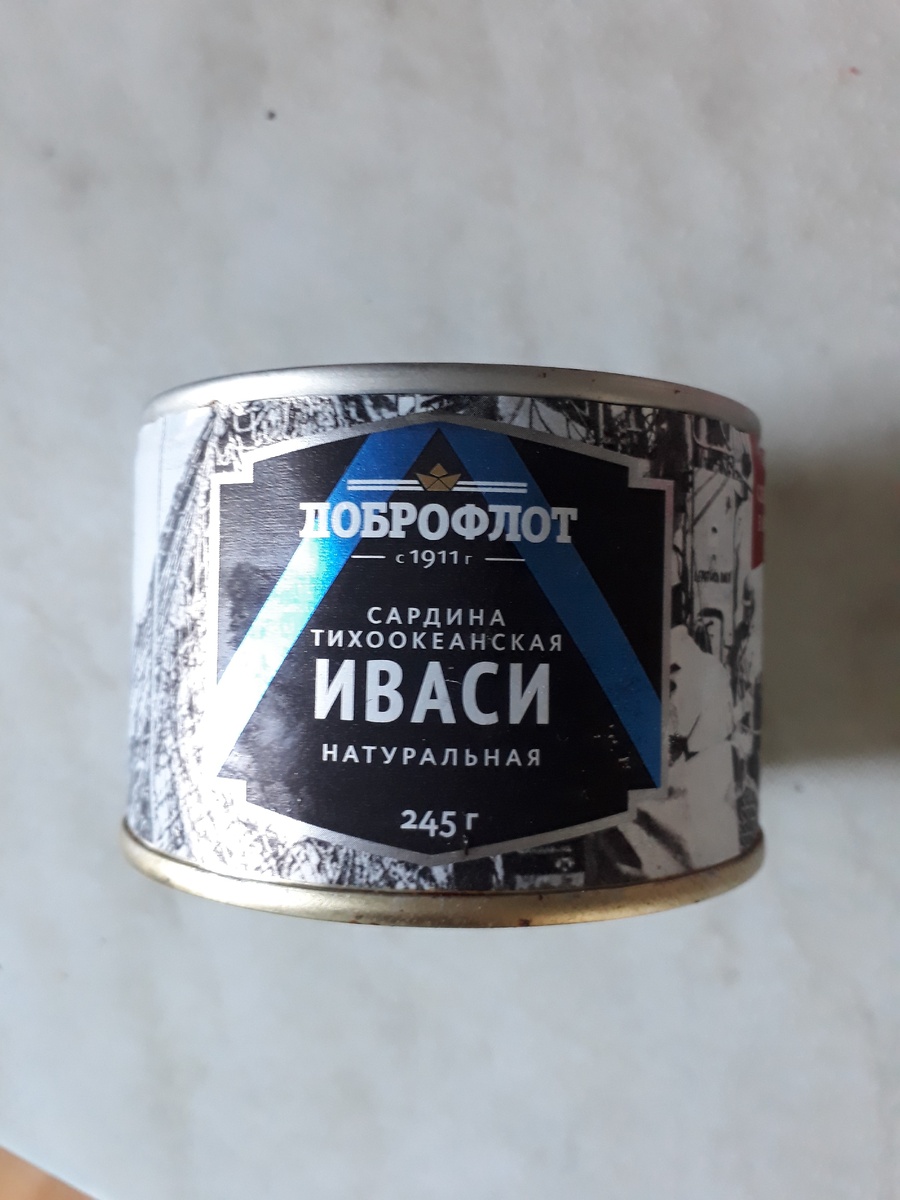 ДОБРОФЛОТ
с 1911 г
САРДИНА
ТИХООКЕАНСКАЯ
ИВАСИ
НАТУРАЛЬНАЯ
245 г